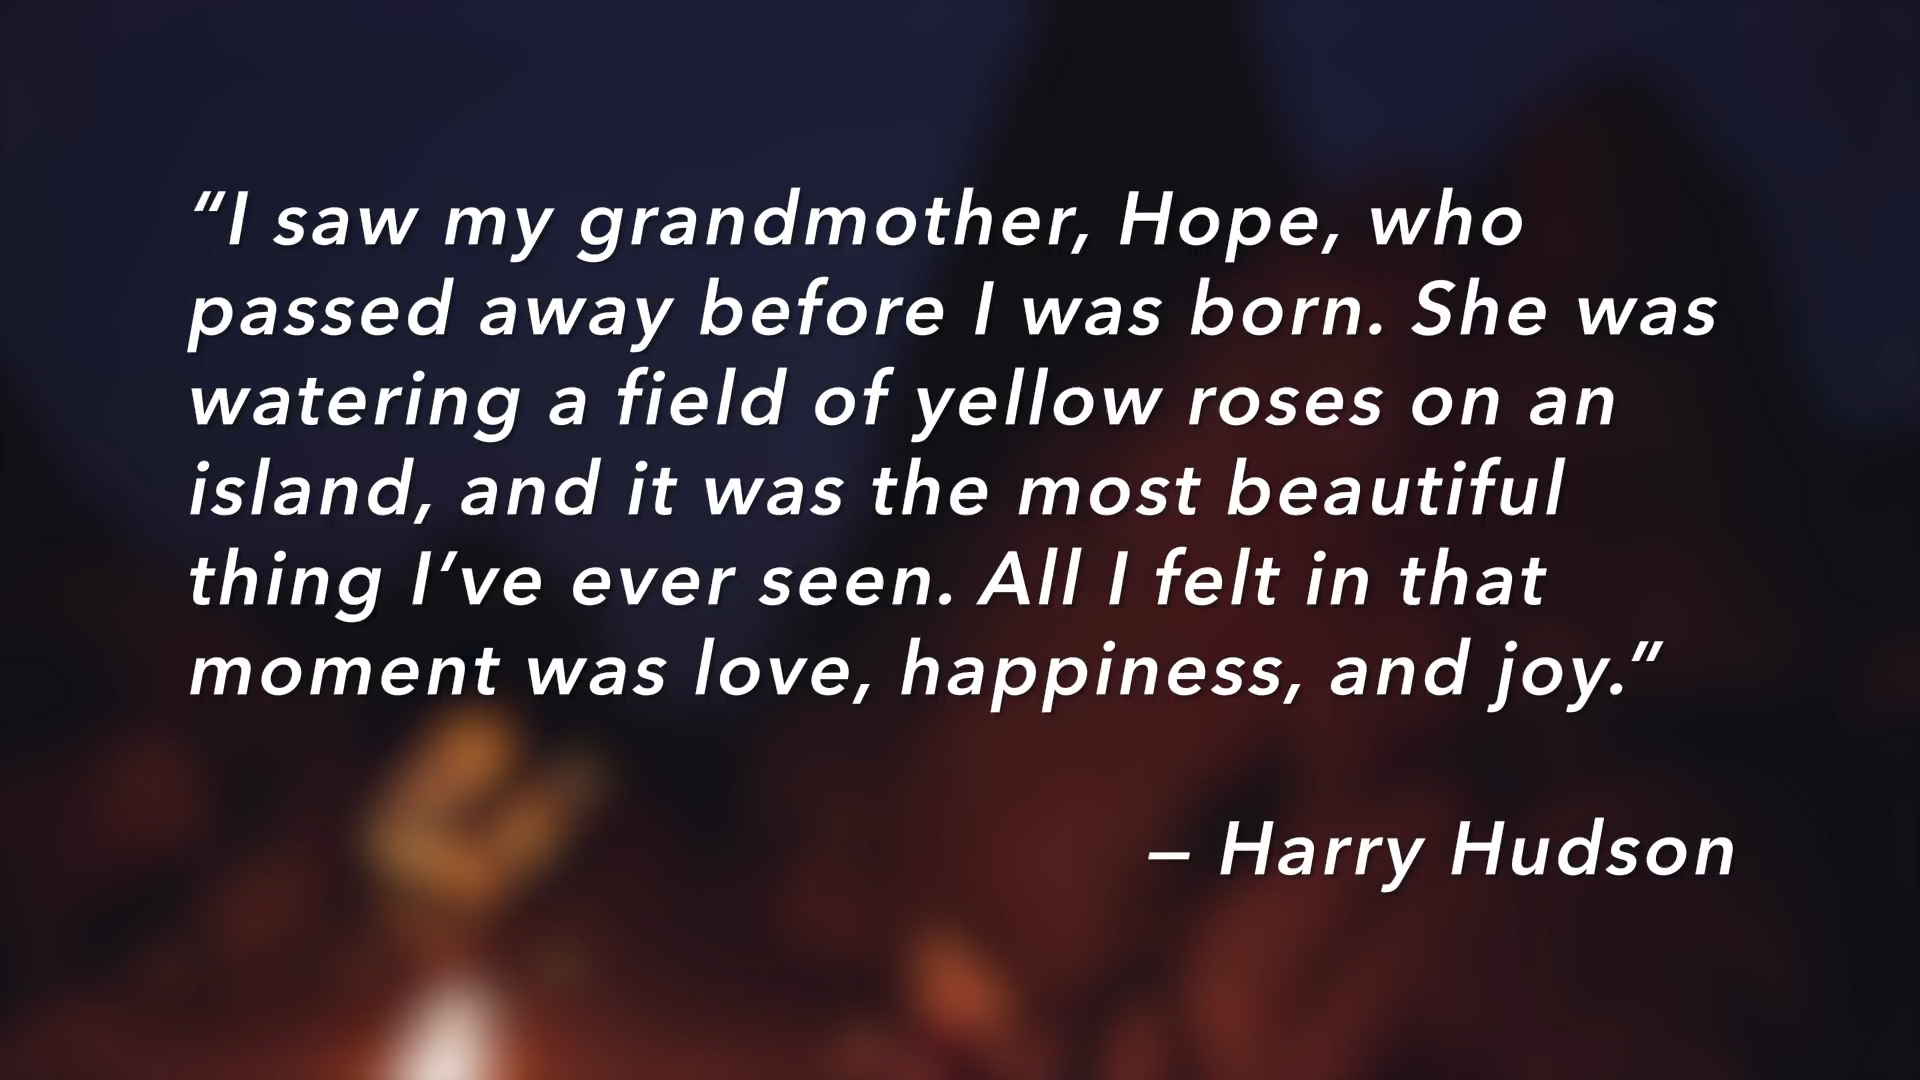 “I saw my grandmother, Hope, who
passed away before I was born. She was
watering a field of yellow roses on an
island, and it was the most beautiful
thing I’ve ever seen. All I felt in that
moment was love, happiness, and joy.”
– Harry Hudson